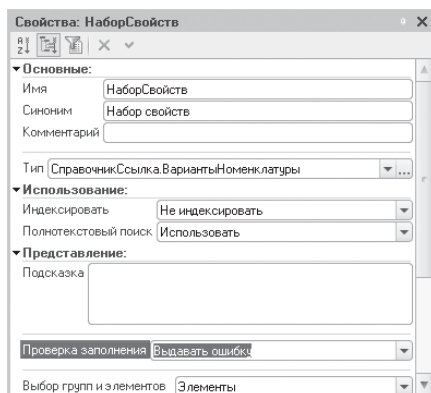 Свойства: НаборСвойств
Основные:
Имя НаборСвойств
Синоним Набор свойств
Комментарий
Тип СправочникСсылка.ВариантыНоменклатуры ...
Использование:
Индексировать Не индексировать
Полнотекстовый поиск Использовать
Представление:
Подсказка
Проверка заполнения Выдавать ошибку
Выбор групп и элементов Элементы